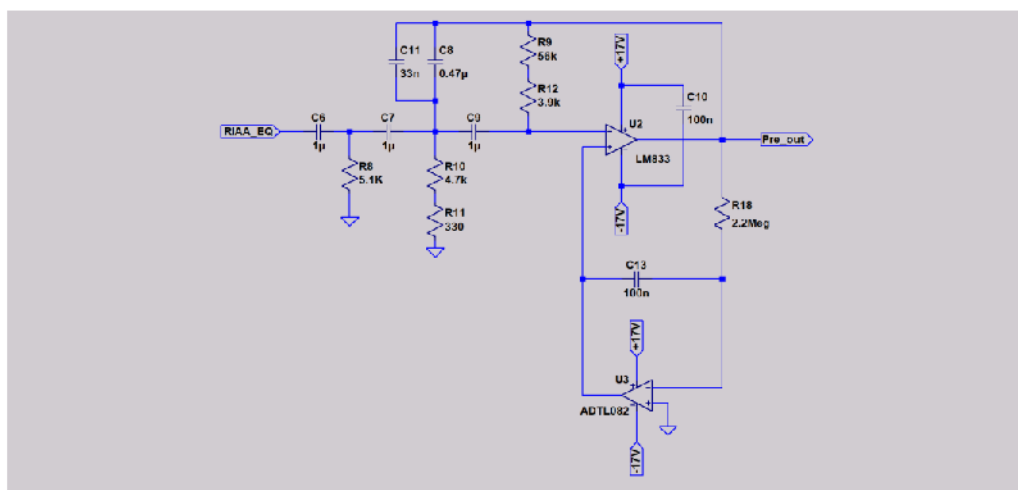 C11
33n
C8
0.47µ
R9
56k
R12
3.9k
+17V
C10
100n
RIAA_EQ
C6
1µ
C7
1µ
C9
1µ
U2
LM833
Pre_out
R8
5.1K
R10
4.7k
R11
330
-17V
R18
2.2Meg
C13
100n
+17V
U3
ADTL082
-17V